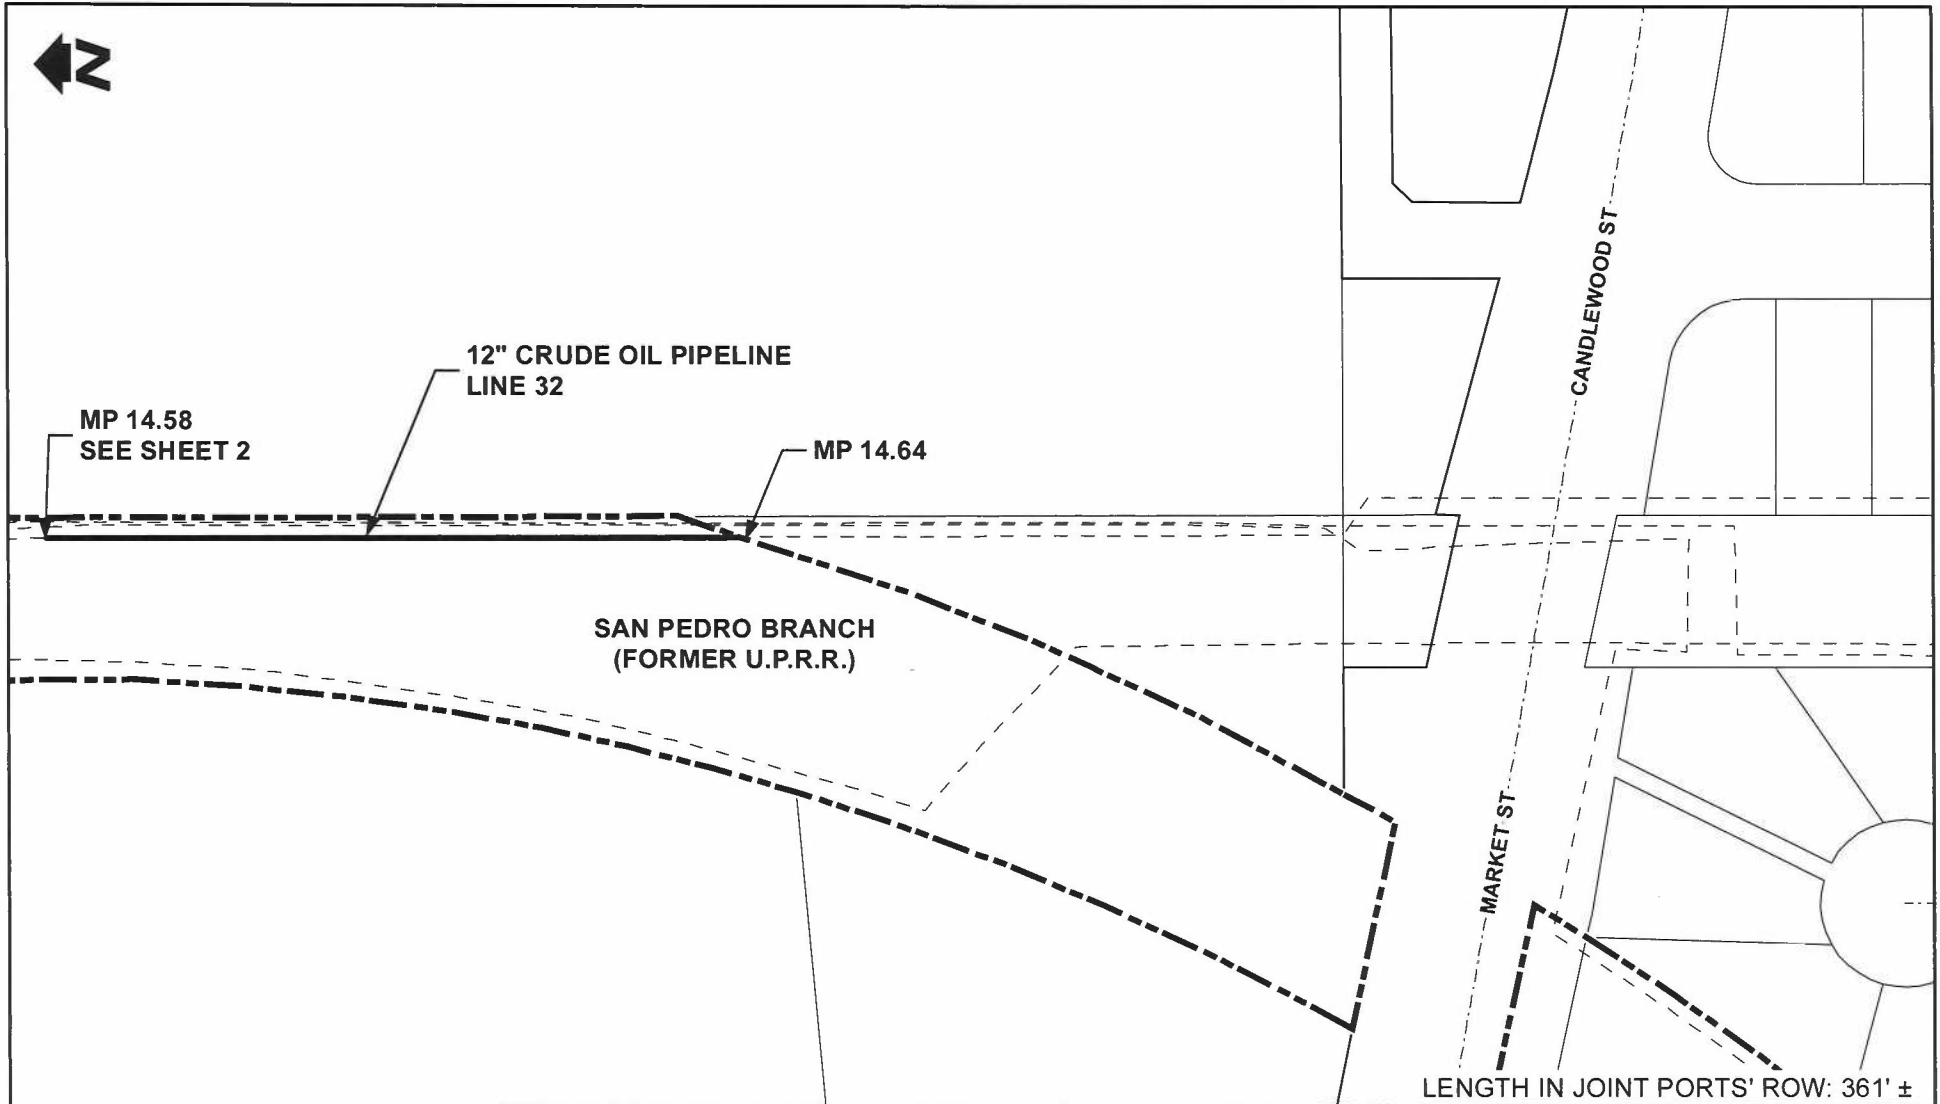 N
12" CRUDE OIL PIPELINE
LINE 32
MP 14.58
SEE SHEET 2
MP 14.64
SAN PEDRO BRANCH
(FORMER U.P.R.R.)
CANDLEWOOD ST
MARKET ST
LENGTH IN JOINT PORTS' ROW: 361' ±